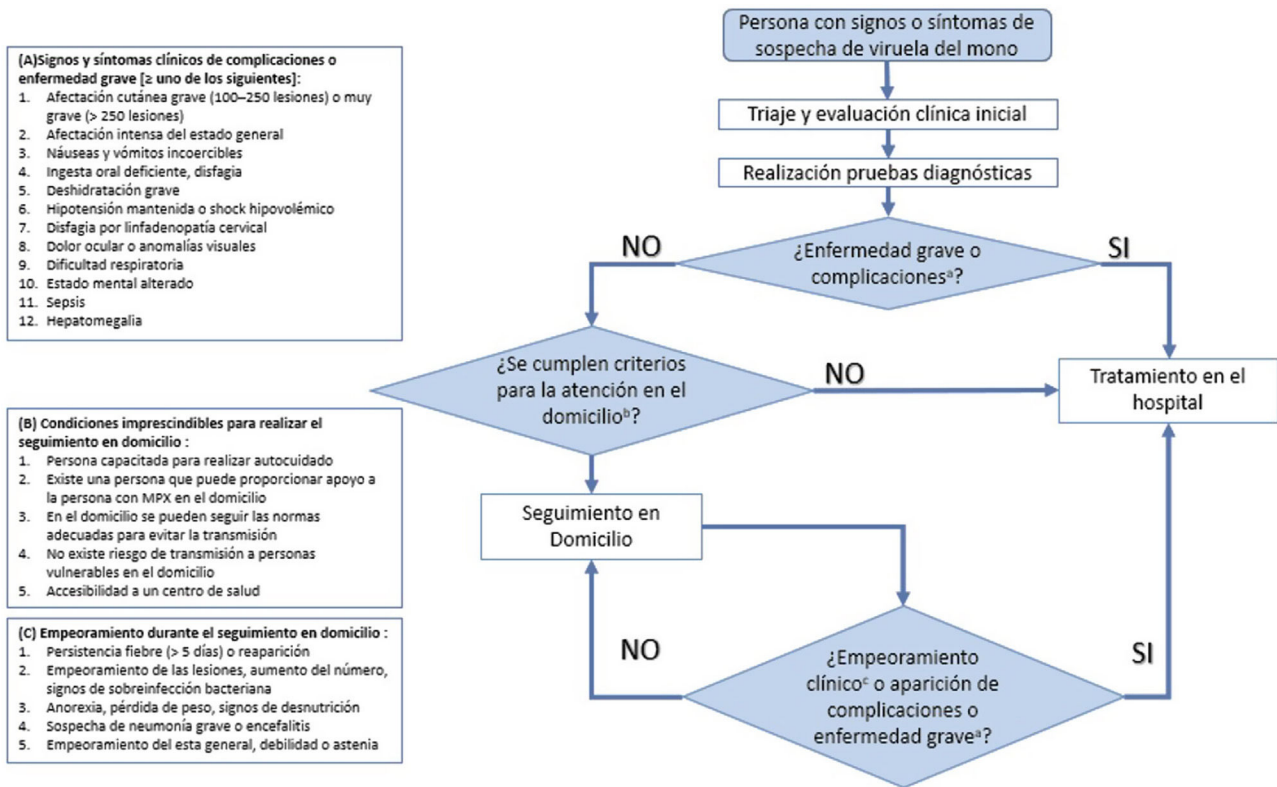 (A)Signos y síntomas clínicos de complicaciones o
enfermedad grave [≥ uno de los siguientes]:
1. Afectación cutánea grave (100–250 lesiones) o muy
grave (> 250 lesiones)
2. Afectación intensa del estado general
3. Náuseas y vómitos incoercibles
4. Ingesta oral deficiente, disfagia
5. Deshidratación grave
6. Hipotensión mantenida o shock hipovolémico
7. Disfagia por linfadenopatía cervical
8. Dolor ocular o anomalías visuales
9. Dificultad respiratoria
10. Estado mental alterado
11. Sepsis
12. Hepatomegalia
(B) Condiciones imprescindibles para realizar el
seguimiento en domicilio :
1. Persona capacitada para realizar autocuidado
2. Existe una persona que puede proporcionar apoyo a
la persona con MPX en el domicilio
3. En el domicilio se pueden seguir las normas
adecuadas para evitar la transmisión
4. No existe riesgo de transmisión a personas
vulnerables en el domicilio
5. Accesibilidad a un centro de salud
(C) Empeoramiento durante el seguimiento en domicilio :
1. Persistencia fiebre (> 5 días) o reaparición
2. Empeoramiento de las lesiones, aumento del número,
signos de sobreinfección bacteriana
3. Anorexia, pérdida de peso, signos de desnutrición
4. Sospecha de neumonía grave o encefalitis
5. Empeoramiento del esta general, debilidad o astenia
Persona con signos o síntomas de
sospecha de viruela del mono
Triaje y evaluación clínica inicial
Realización pruebas diagnósticas
¿Enfermedad grave o
complicacionesᵃ?
NO
SI
¿Se cumplen criterios
para la atención en el
domicilioᵇ?
NO
Tratamiento en el
hospital
Seguimiento en
Domicilio
¿Empeoramiento
clínicoᶜ o aparición de
complicaciones o
enfermedad graveᵃ?
NO
SI